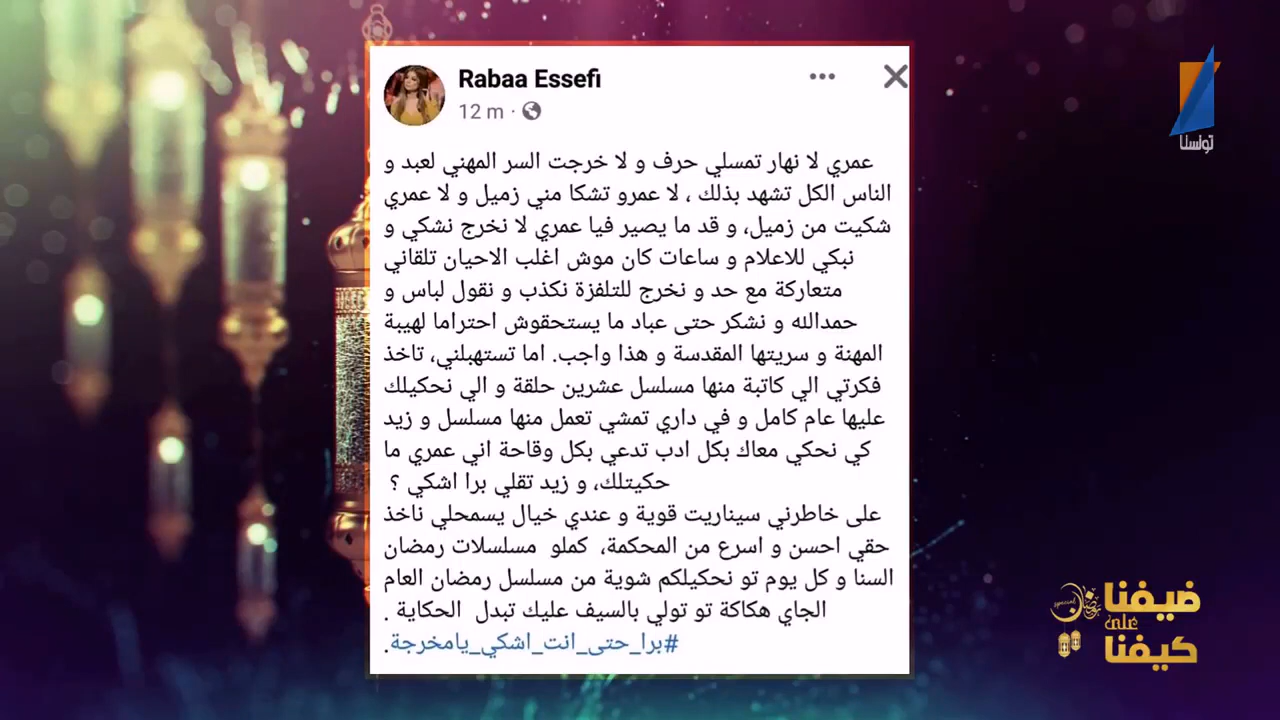 Rabaa Essefi
12 m ·
عمري لا نهار تمسلي حرف و لا خرجت السر المهني لعبد و
الناس الكل تشهد بذلك ، لا عمرو تشكا مني زميل و لا عمري
شكيت من زميل، و قد ما يصير فيا عمري لا نخرج نشكي و
نبكي للاعلام و ساعات كان موش اغلب الاحيان تلقاني
متعاركة مع حد و نخرج للتلفزة نكذب و نقول لباس و
حمدالله و نشكر حتى عباد ما يستحقوش احتراما لهيبة
المهنة و سريتها المقدسة و هذا واجب. اما تستهبلني، تاخذ
فكرتي الي كاتبة منها مسلسل عشرين حلقة و الي نحكيلك
عليها عام كامل و في داري تمشي تعمل منها مسلسل و زيد
كي نحكي معاك بكل ادب تدعي بكل وقاحة اني عمري ما
حكيتلك، و زيد تقلي برا اشكي ؟
على خاطرني سيناريت قوية و عندي خيال يسمحلي ناخذ
حقي احسن و اسرع من المحكمة، كملو مسلسلات رمضان
السنا و كل يوم تو نحكيلكم شوية من مسلسل رمضان العام
الجاي هكاكة تو تولي بالسيف عليك تبدل الحكاية .
#برا_حتى_انت_اشكي_يامخرجة.
تونسنا
ضيفنا
على
كيفنا
رمضان
special